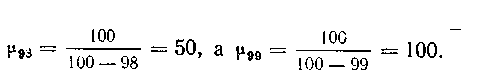 μ₉₈ = 100 / (100 — 98) = 50, а μ₉₉ = 100 / (100 — 99) = 100.